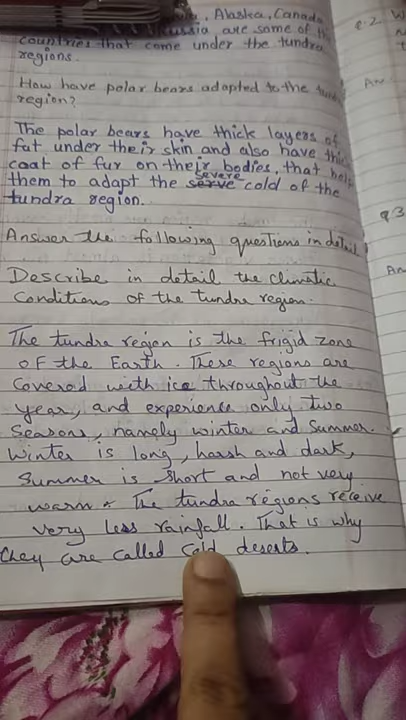 , Alaska, Canada
Russia are some of the
countries that come under the tundra
regions.
How have polar bears adapted to the tundra
region?
The polar bears have thick layers of
fat under their skin and also have thick
coat of fur on their bodies, that help
severe
them to adapt the serve cold of the
tundra region.
Answer the following questions in detail
Describe in detail the climatic
conditions of the tundra region.
The tundra region is the frigid zone
of the Earth. These regions are
covered with ice throughout the
year, and experience only two
seasons, namely winter and summer.
Winter is long, harsh and dark,
Summer is short and not very
warm. The tundra regions receive
very less rainfall. That is why
they are called cold deserts.
Q.2
An
Q3
An